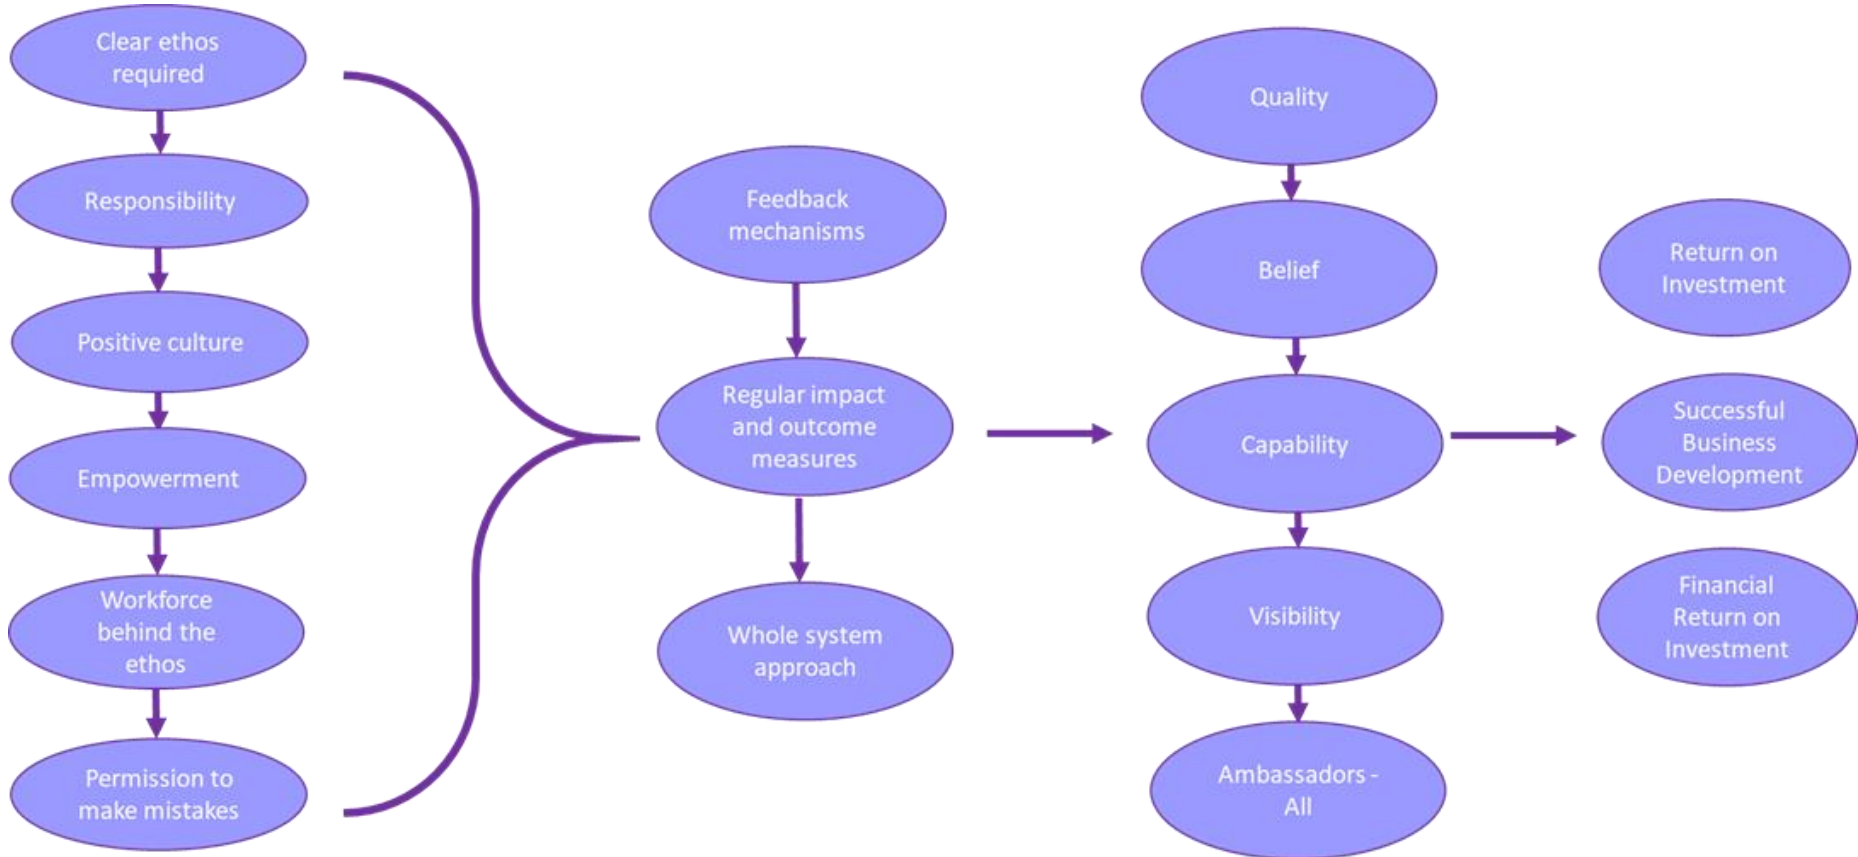 Clear ethos
required
Responsibility
Positive culture
Empowerment
Workforce
behind the
ethos
Permission to
make mistakes
Feedback
mechanisms
Regular impact
and outcome
measures
Whole system
approach
Quality
Belief
Capability
Visibility
Ambassadors -
All
Return on
Investment
Successful
Business
Development
Financial
Return on
Investment